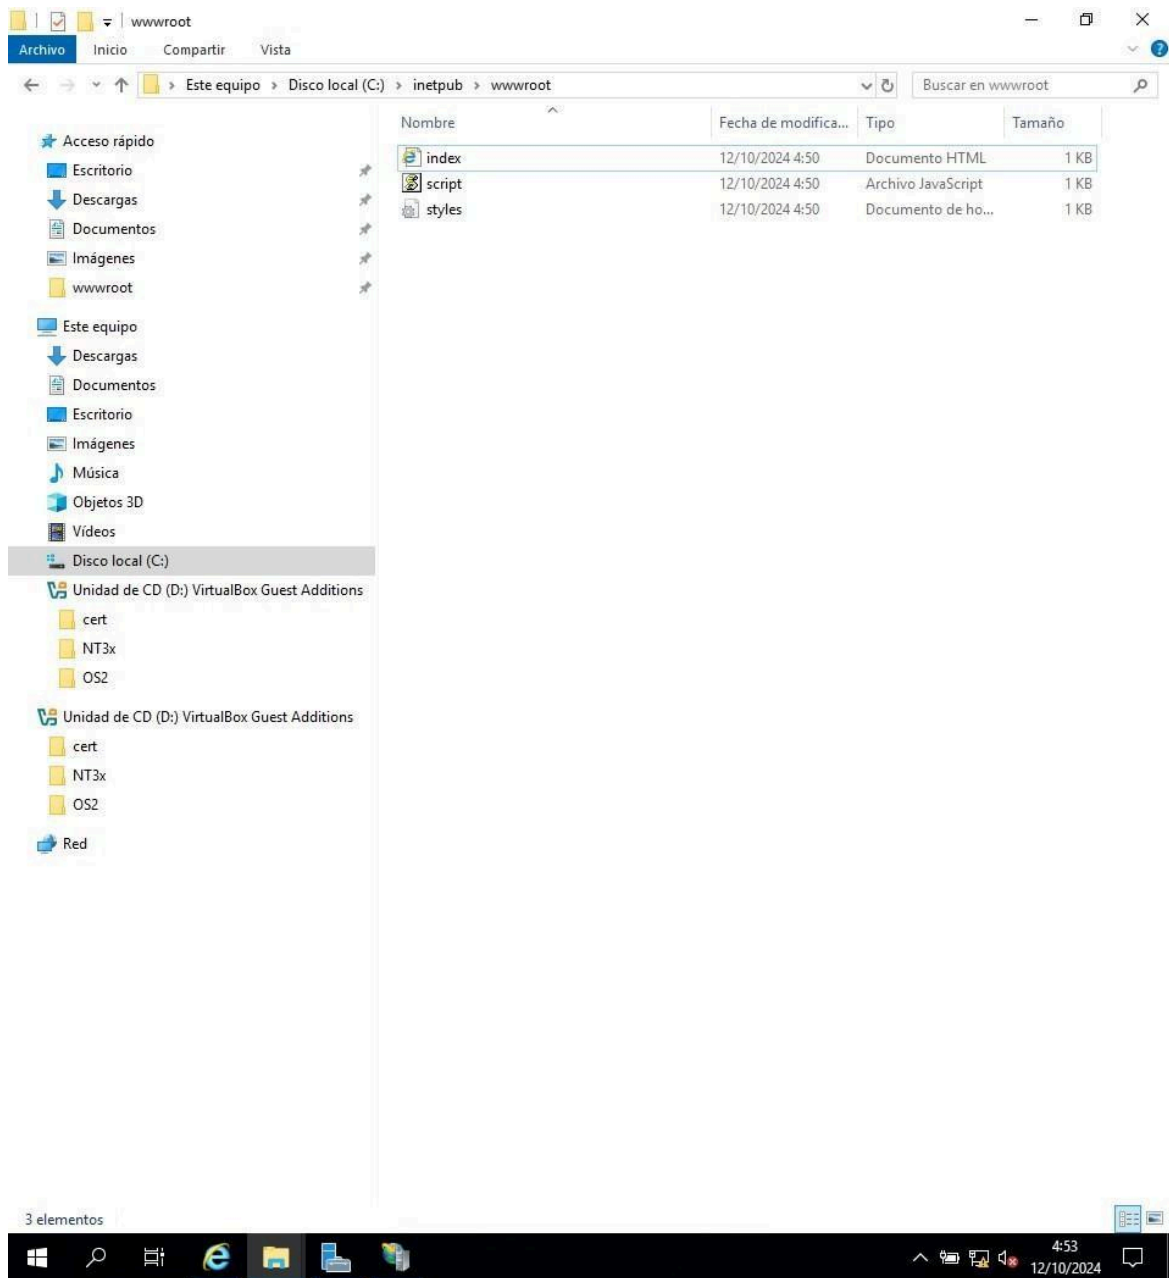 wwwroot
Archivo Inicio Compartir Vista
Este equipo > Disco local (C:) > inetpub > wwwroot
Buscar en wwwroot
Nombre Fecha de modifica... Tipo Tamaño
index 12/10/2024 4:50 Documento HTML 1 KB
script 12/10/2024 4:50 Archivo JavaScript 1 KB
styles 12/10/2024 4:50 Documento de ho... 1 KB
Acceso rápido
Escritorio
Descargas
Documentos
Imágenes
wwwroot
Este equipo
Descargas
Documentos
Escritorio
Imágenes
Música
Objetos 3D
Vídeos
Disco local (C:)
Unidad de CD (D:) VirtualBox Guest Additions
cert
NT3x
OS2
Unidad de CD (D:) VirtualBox Guest Additions
cert
NT3x
OS2
Red
3 elementos
4:53
12/10/2024